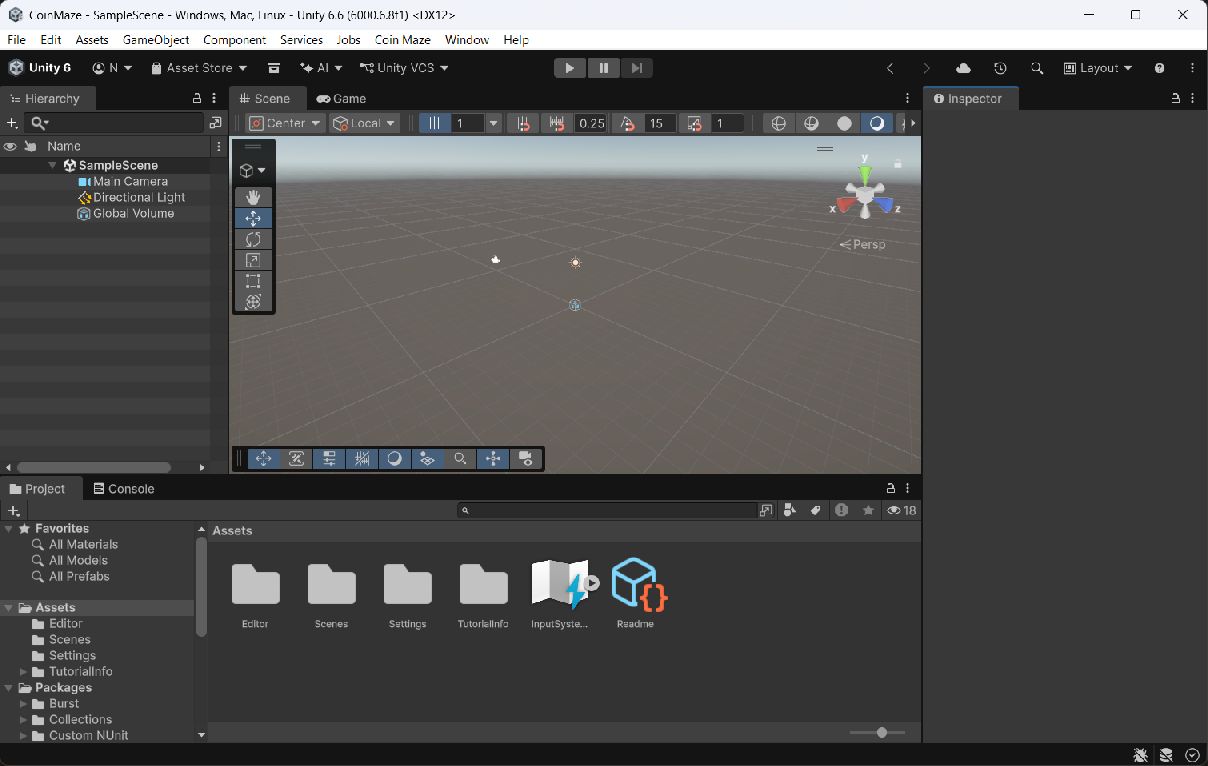 CoinMaze - SampleScene - Windows, Mac, Linux - Unity 6.6 (6000.6.8f1) <DX12>
File Edit Assets GameObject Component Services Jobs Coin Maze Window Help
Unity 6 N Asset Store AI Unity VCS Layout
Hierarchy
Scene Game
Inspector
Center Local 1 0.25 15 1
Name
SampleScene
Main Camera
Directional Light
Global Volume
y
x
z
Persp
Project Console
18
Favorites
All Materials
All Models
All Prefabs
Assets
Editor
Scenes
Settings
TutorialInfo
Packages
Burst
Collections
Custom NUnit
Assets
Editor Scenes Settings TutorialInfo InputSyste... Readme